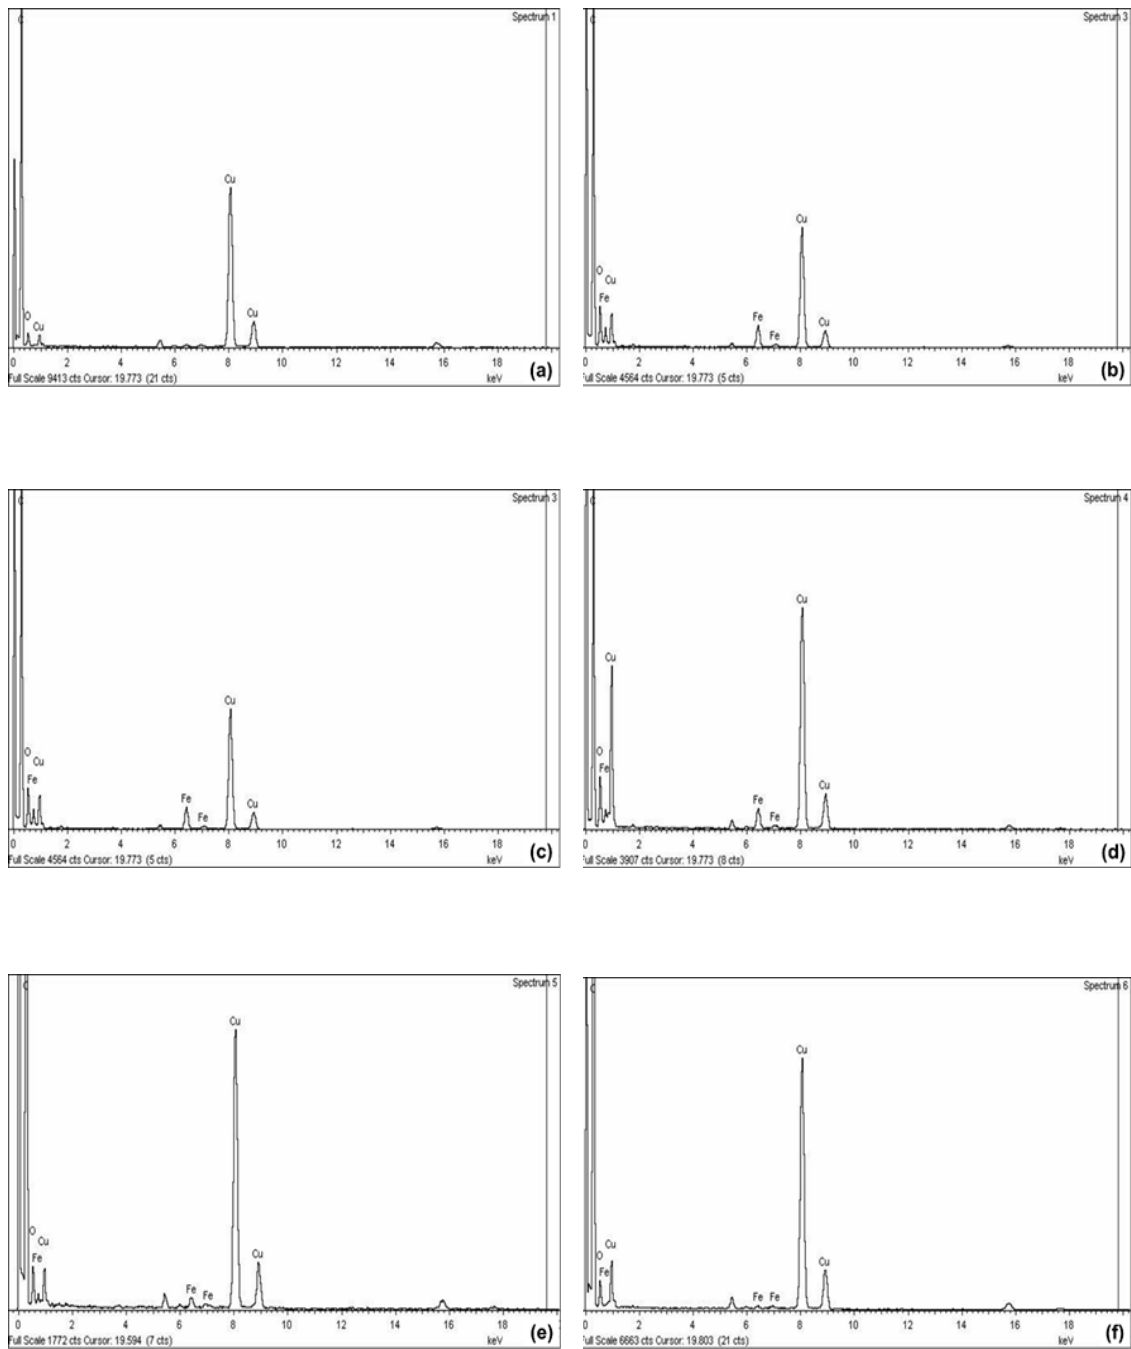 C
Spectrum 1
Cu
O
Cu
Cu
0 2 4 6 8 10 12 14 16 18
Full Scale 9413 cts Cursor: 19.773 (21 cts)
keV
(a)
C
Spectrum 3
Cu
O
Cu
Fe
Fe
Fe
Cu
0 2 4 6 8 10 12 14 16 18
Full Scale 4564 cts Cursor: 19.773 (5 cts)
keV
(b)
C
Spectrum 3
Cu
O
Cu
Fe
Fe
Fe
Cu
0 2 4 6 8 10 12 14 16 18
Full Scale 4564 cts Cursor: 19.773 (5 cts)
keV
(c)
C
Spectrum 4
Cu
Cu
O
Fe
Fe
Fe
Cu
0 2 4 6 8 10 12 14 16 18
Full Scale 3907 cts Cursor: 19.773 (8 cts)
keV
(d)
C
Spectrum 5
Cu
O
Cu
Fe
Fe
Fe
Cu
0 2 4 6 8 10 12 14 16 18
Full Scale 1772 cts Cursor: 19.594 (7 cts)
keV
(e)
C
Spectrum 6
Cu
Cu
O
Fe
Fe
Fe
Cu
0 2 4 6 8 10 12 14 16 18
Full Scale 6663 cts Cursor: 19.803 (21 cts)
keV
(f)